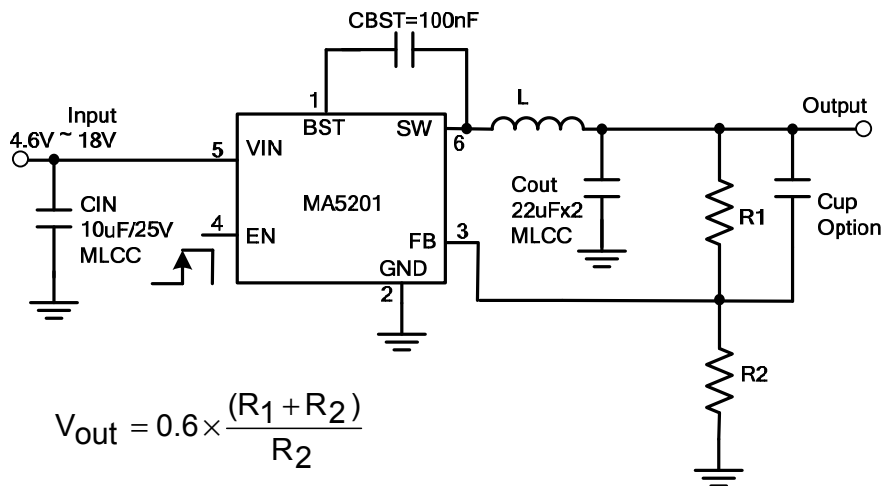 CBST=100nF
Input
4.6V ~ 18V
1
BST
SW
6
L
Output
5
VIN
CIN
10uF/25V
MLCC
MA5201
4
EN
FB
3
GND
2
Cout
22uFx2
MLCC
R1
Cup
Option
R2
Vout = 0.6 × (R1 + R2) / R2